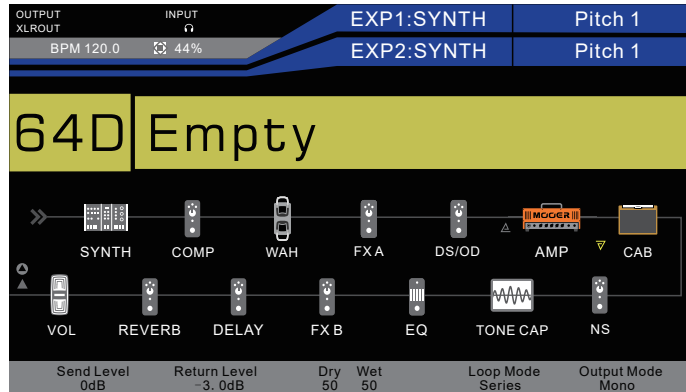 OUTPUT INPUT
XLROUT
BPM 120.0 44%
EXP1:SYNTH Pitch 1
EXP2:SYNTH Pitch 1
64D Empty
MOOER
SYNTH COMP WAH FX A DS/OD AMP CAB
VOL REVERB DELAY FX B EQ TONE CAP NS
Send Level Return Level Dry Wet Loop Mode Output Mode
0dB -3. 0dB 50 50 Series Mono